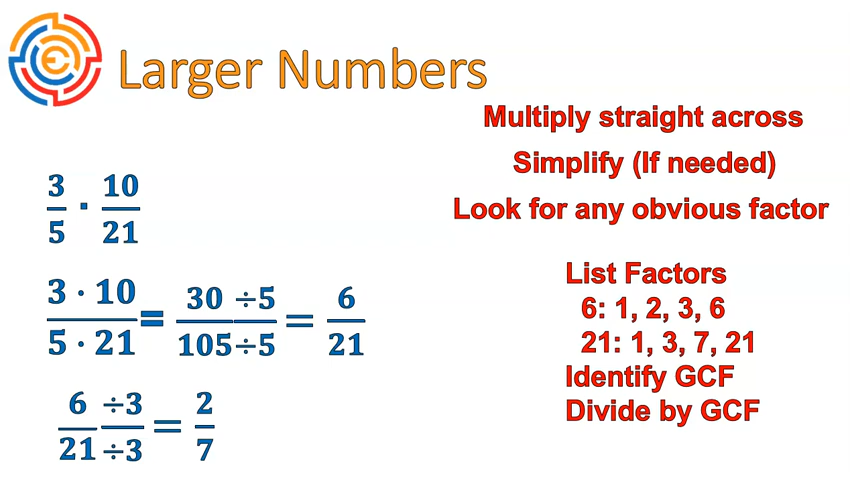 Larger Numbers
Multiply straight across
Simplify (If needed)
Look for any obvious factor
3/5 · 10/21
(3 · 10)/(5 · 21) = (30 ÷5)/(105 ÷5) = 6/21
(6 ÷3)/(21 ÷3) = 2/7
List Factors
6: 1, 2, 3, 6
21: 1, 3, 7, 21
Identify GCF
Divide by GCF